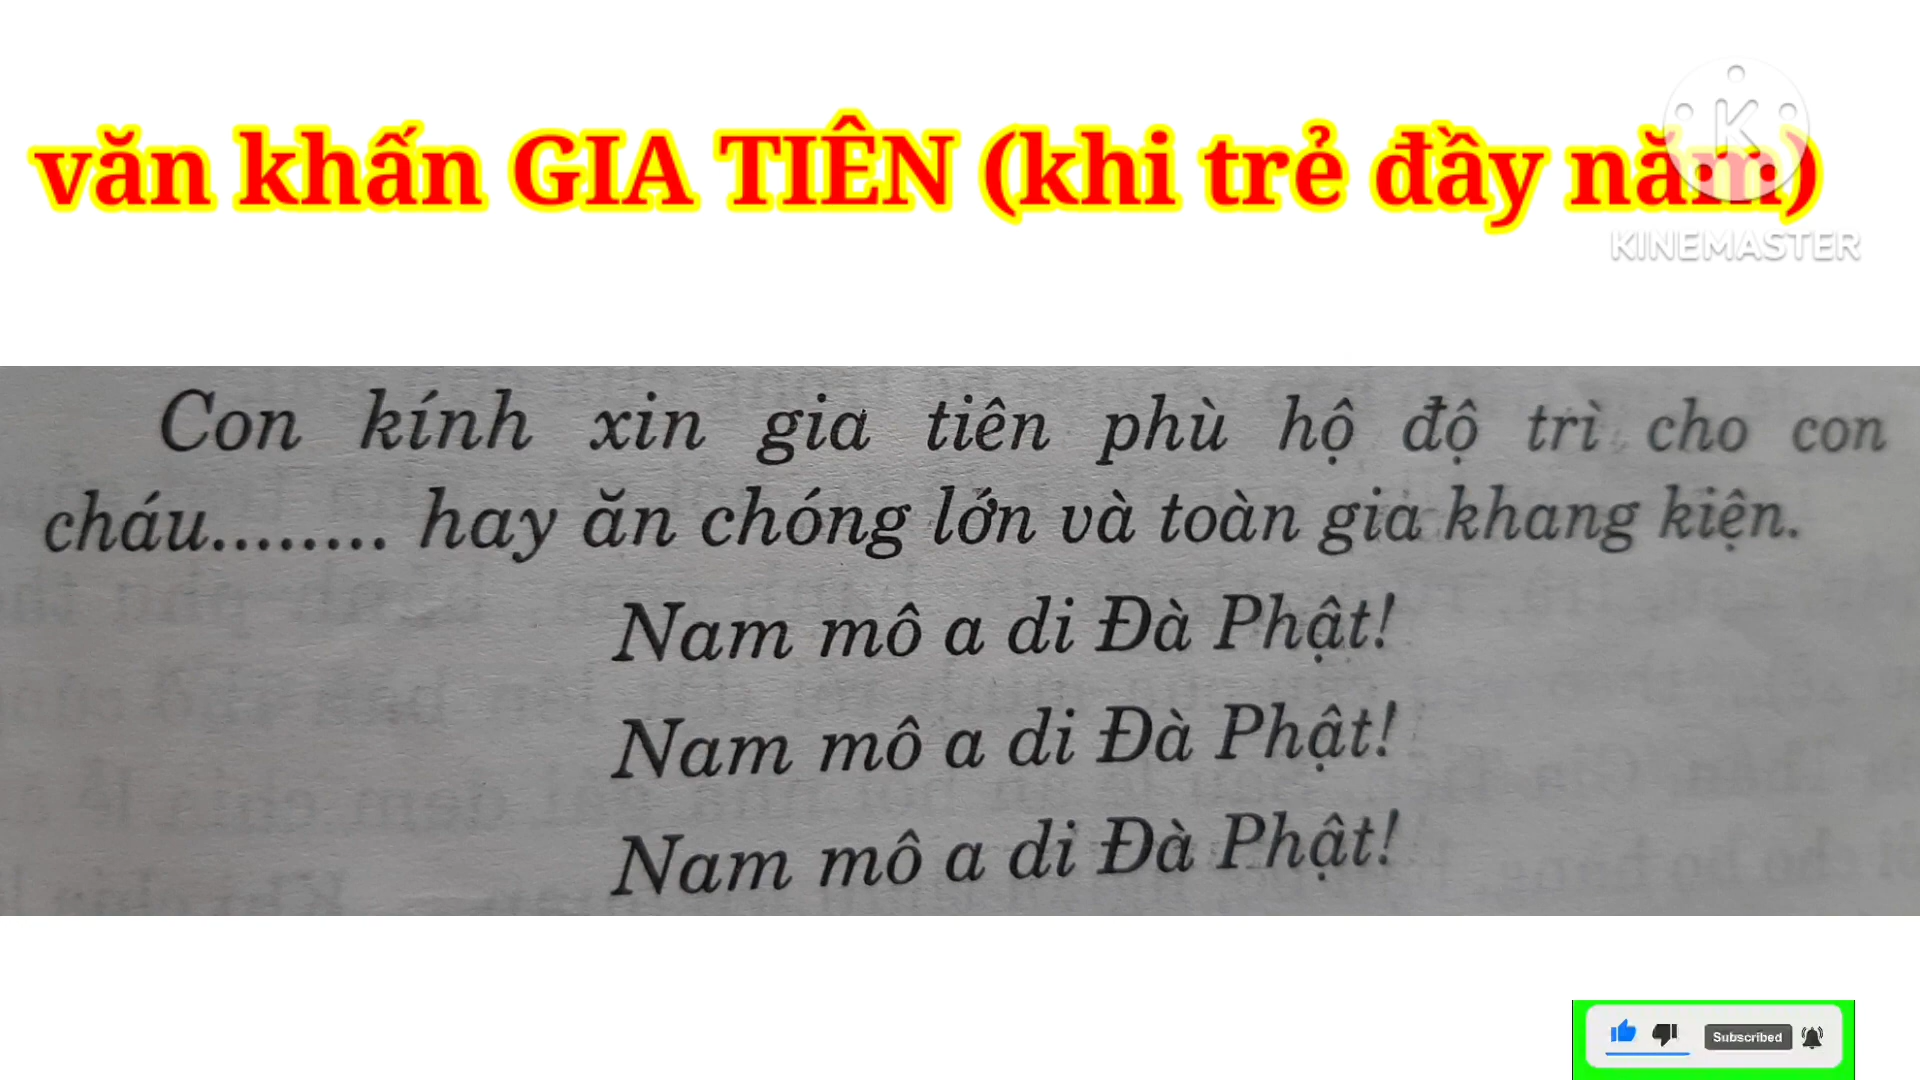 văn khấn GIA TIÊN (khi trẻ đầy năm)
KINEMASTER
Con kính xin gia tiên phù hộ độ trì cho con
cháu........ hay ăn chóng lớn và toàn gia khang kiện.
Nam mô a di Đà Phật!
Nam mô a di Đà Phật!
Nam mô a di Đà Phật!
Subscribed